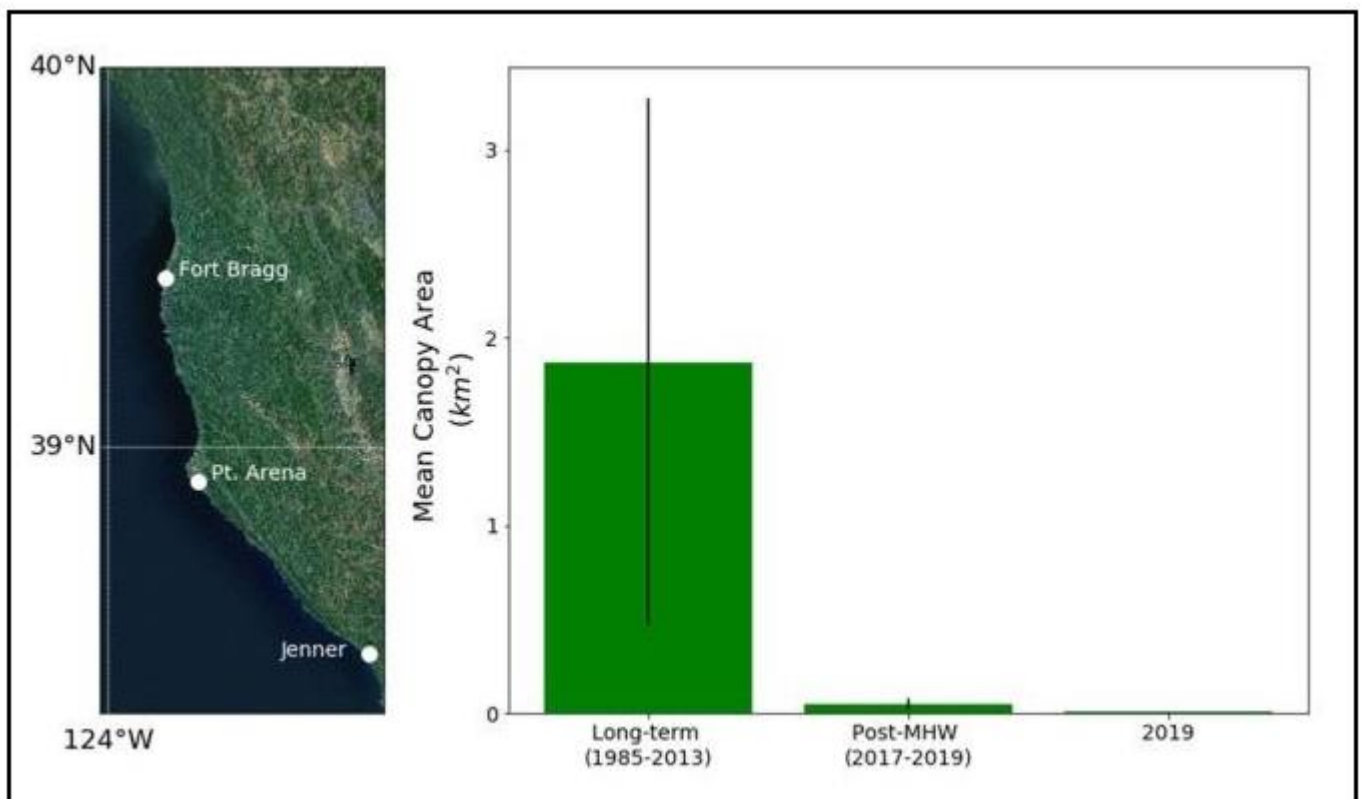 40°N
Fort Bragg
39°N
Pt. Arena
Jenner
124°W
Mean Canopy Area
(km²)
3
2
1
0
Long-term
(1985-2013)
Post-MHW
(2017-2019)
2019